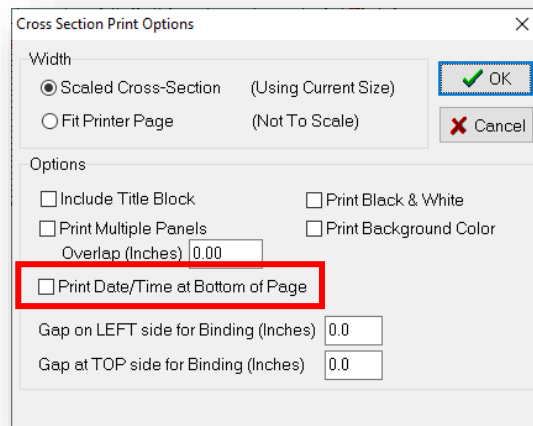 Cross Section Print Options
Width
Scaled Cross-Section (Using Current Size)
OK
Fit Printer Page (Not To Scale)
Cancel
Options
Include Title Block
Print Black & White
Print Multiple Panels
Print Background Color
Overlap (Inches) 0.00
Print Date/Time at Bottom of Page
Gap on LEFT side for Binding (Inches) 0.0
Gap at TOP side for Binding (Inches) 0.0